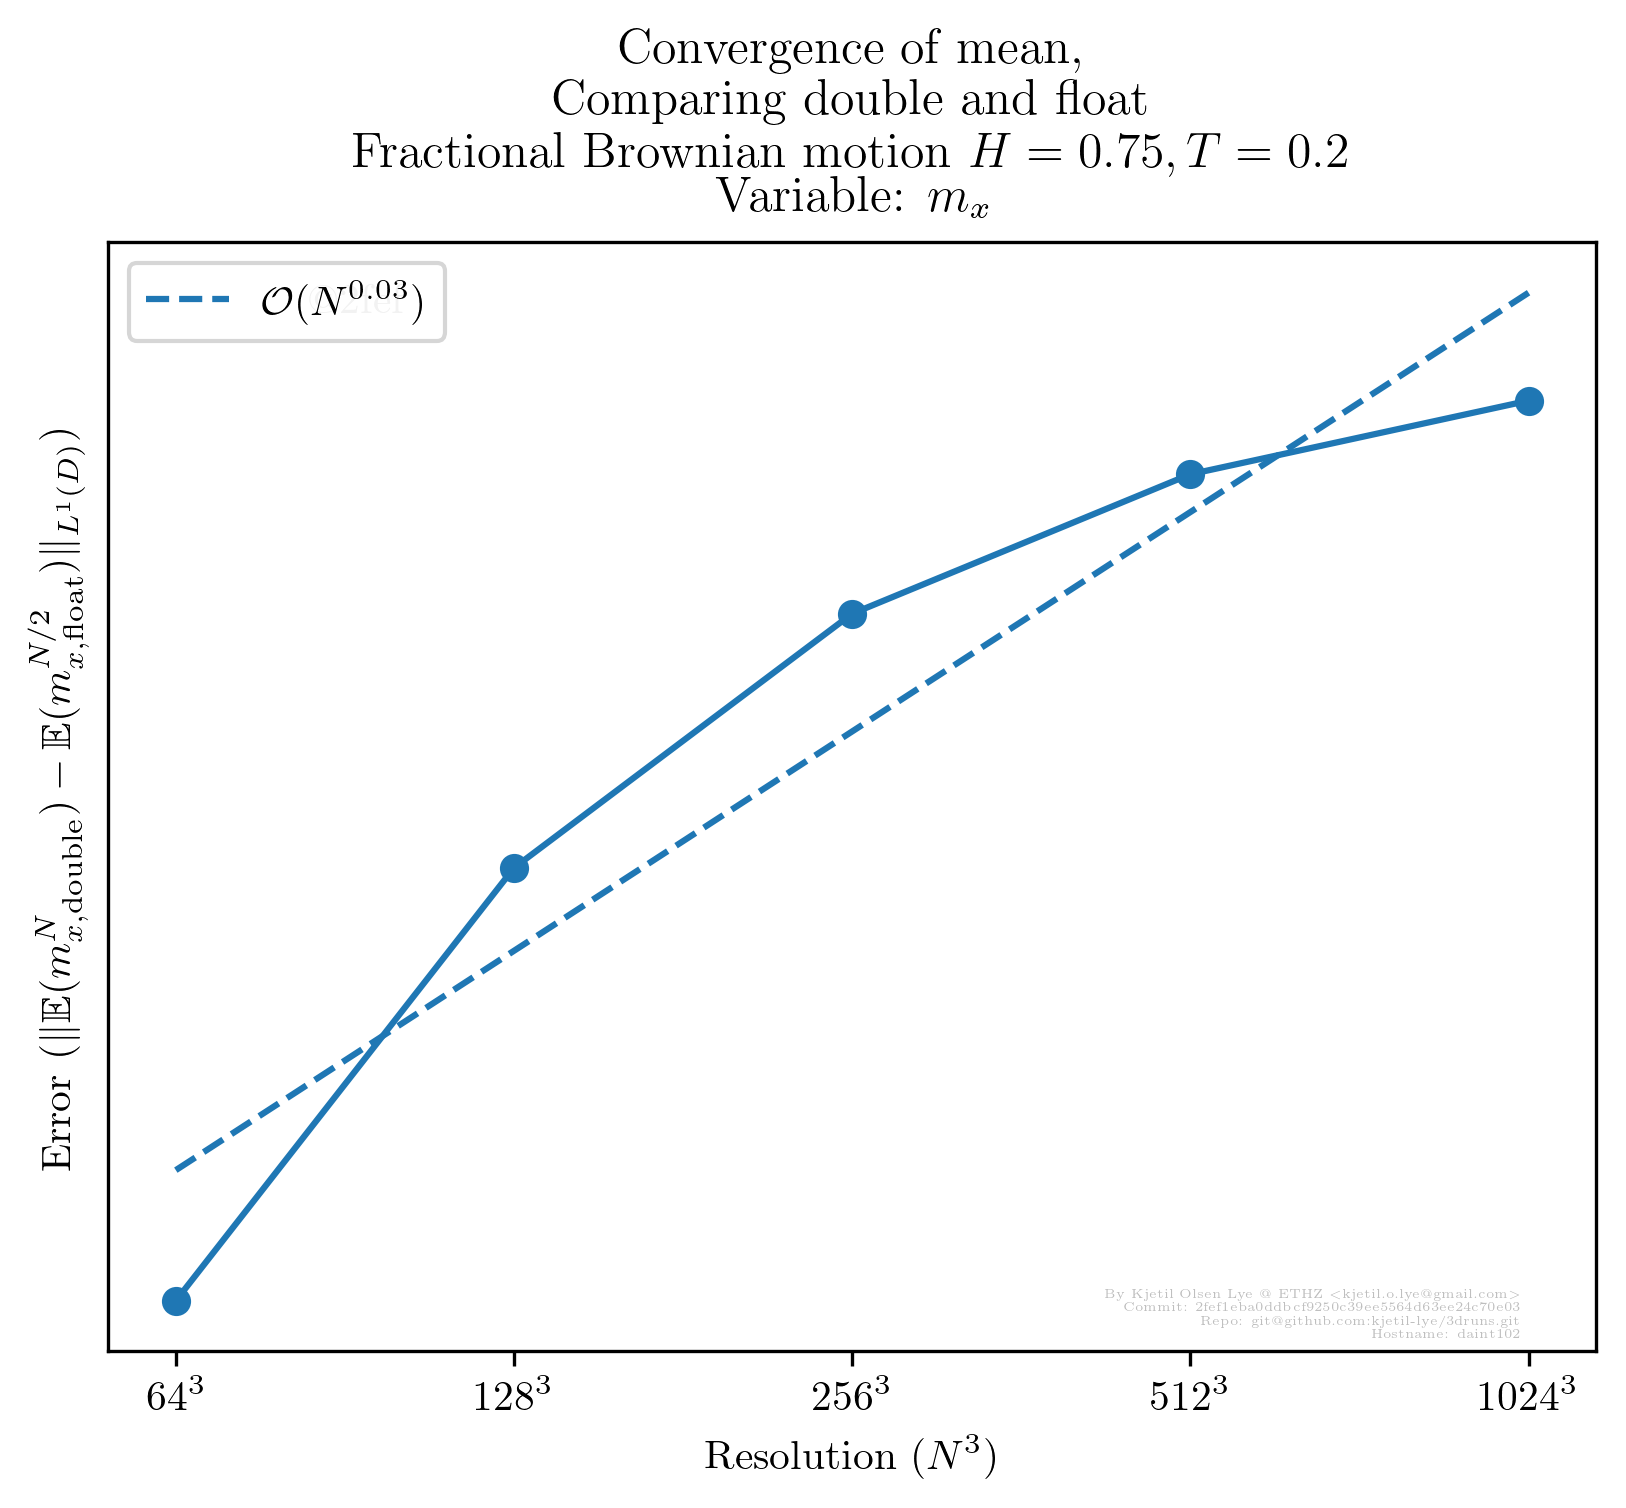 Convergence of mean,
Comparing double and float
Fractional Brownian motion $H = 0.75, T = 0.2$
Variable: $m_x$
$\mathcal{O}(N^{0.03})$
Error $(||\mathbb{E}(m^{N}_{x,\mathrm{double}}) - \mathbb{E}(m^{N/2}_{x,\mathrm{float}})||_{L^1(D)})$
By Kjetil Olsen Lye @ ETHZ <kjetil.o.lye@gmail.com>
Commit: 2fef1eba0ddbcf9250c39ee5564d63ee24c70e03
Repo: git@github.com:kjetil-lye/3druns.git
Hostname: daint102
$64^3$ $128^3$ $256^3$ $512^3$ $1024^3$
Resolution $(N^3)$